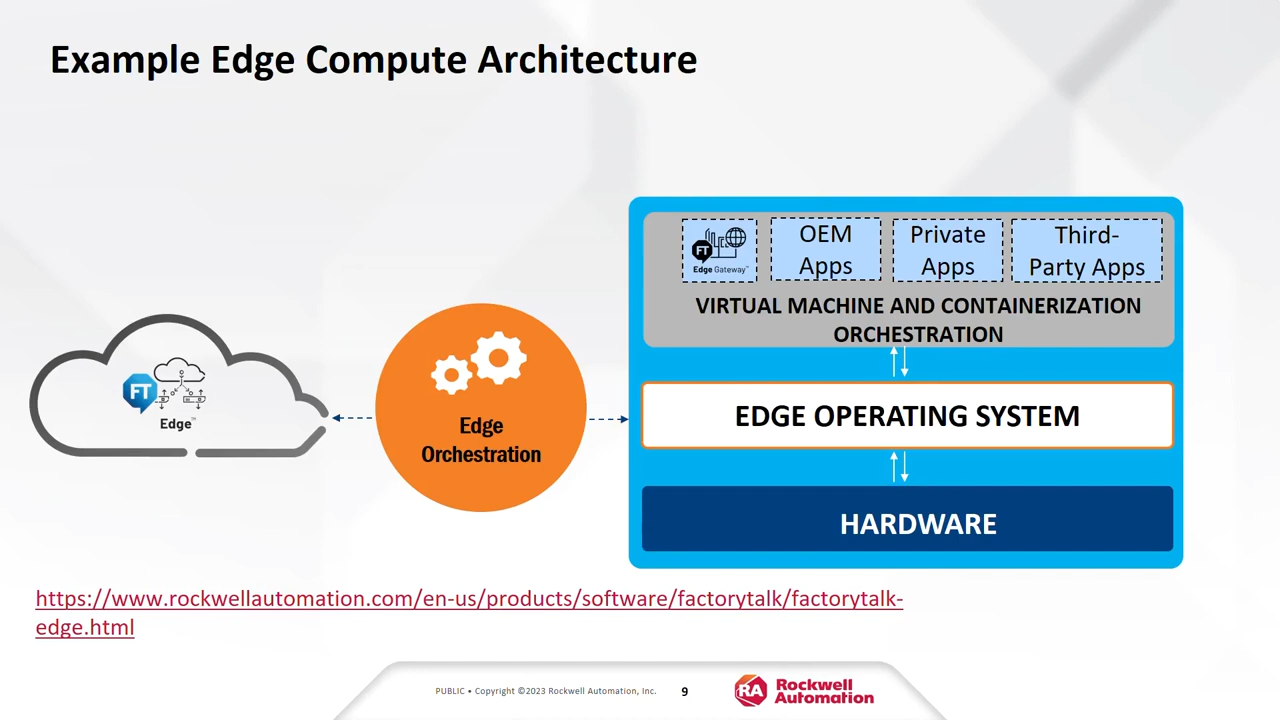 Example Edge Compute Architecture
FT
Edge Gateway™
OEM
Apps
Private
Apps
Third-
Party Apps
VIRTUAL MACHINE AND CONTAINERIZATION
ORCHESTRATION
FT
Edge™
Edge
Orchestration
EDGE OPERATING SYSTEM
HARDWARE
https://www.rockwellautomation.com/en-us/products/software/factorytalk/factorytalk-
edge.html
PUBLIC • Copyright ©2023 Rockwell Automation, Inc.
9
RA
Rockwell
Automation